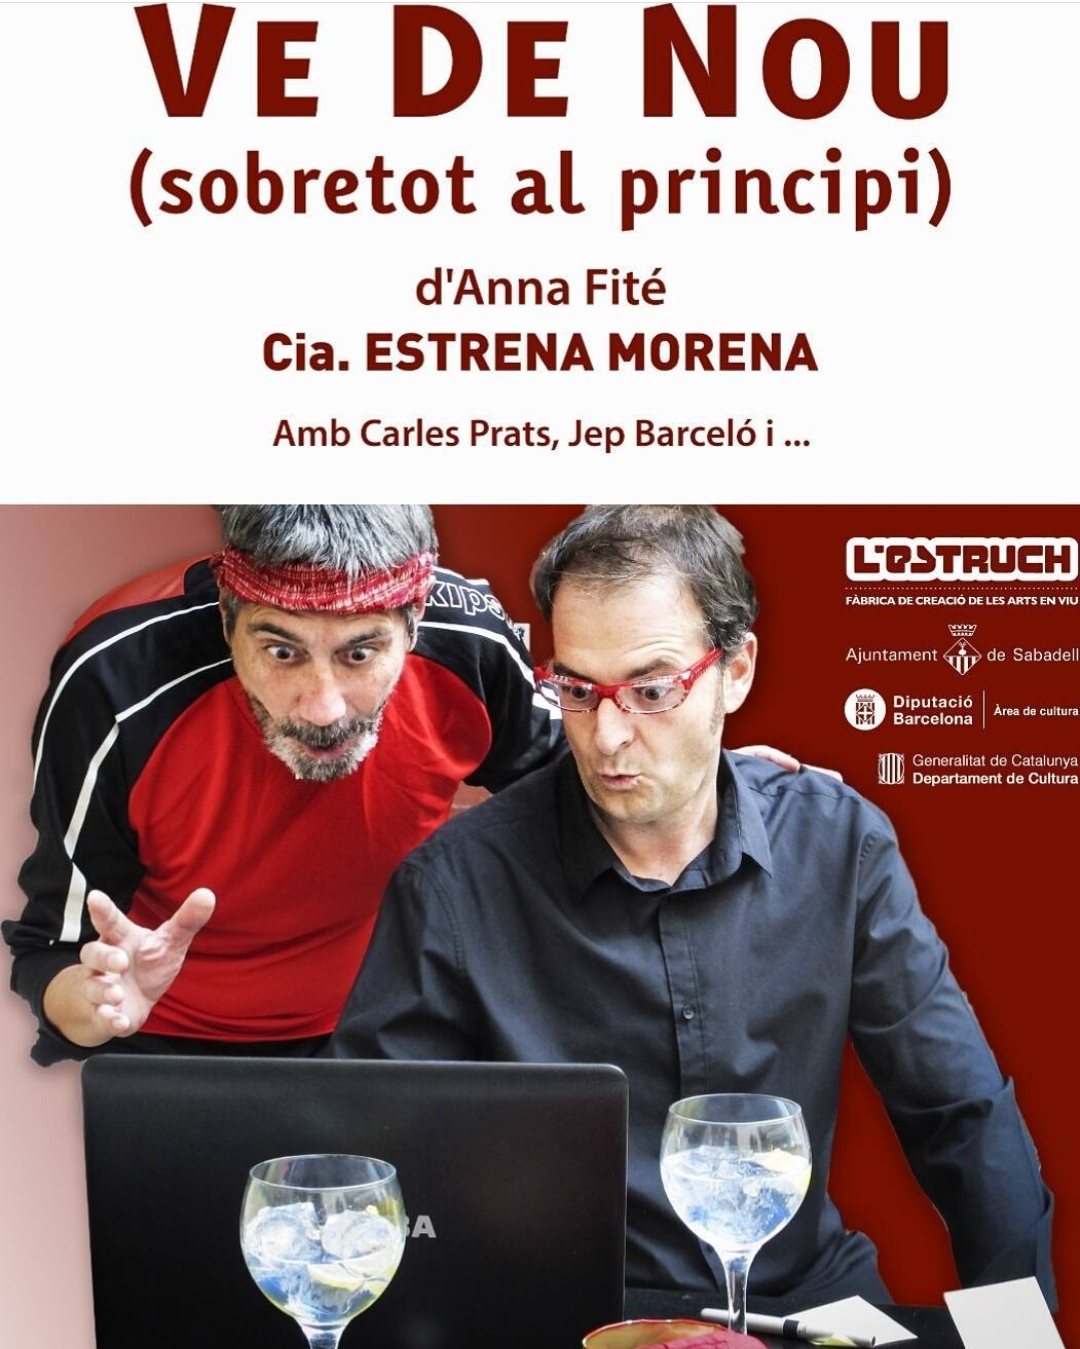 VE DE NOU
(sobretot al principi)
d'Anna Fité
Cia. ESTRENA MORENA
Amb Carles Prats, Jep Barceló i ...
L'ESTRUCH
FÀBRICA DE CREACIÓ DE LES ARTS EN VIU
Ajuntament de Sabadell
Diputació
Barcelona
Àrea de cultura
Generalitat de Catalunya
Departament de Cultura